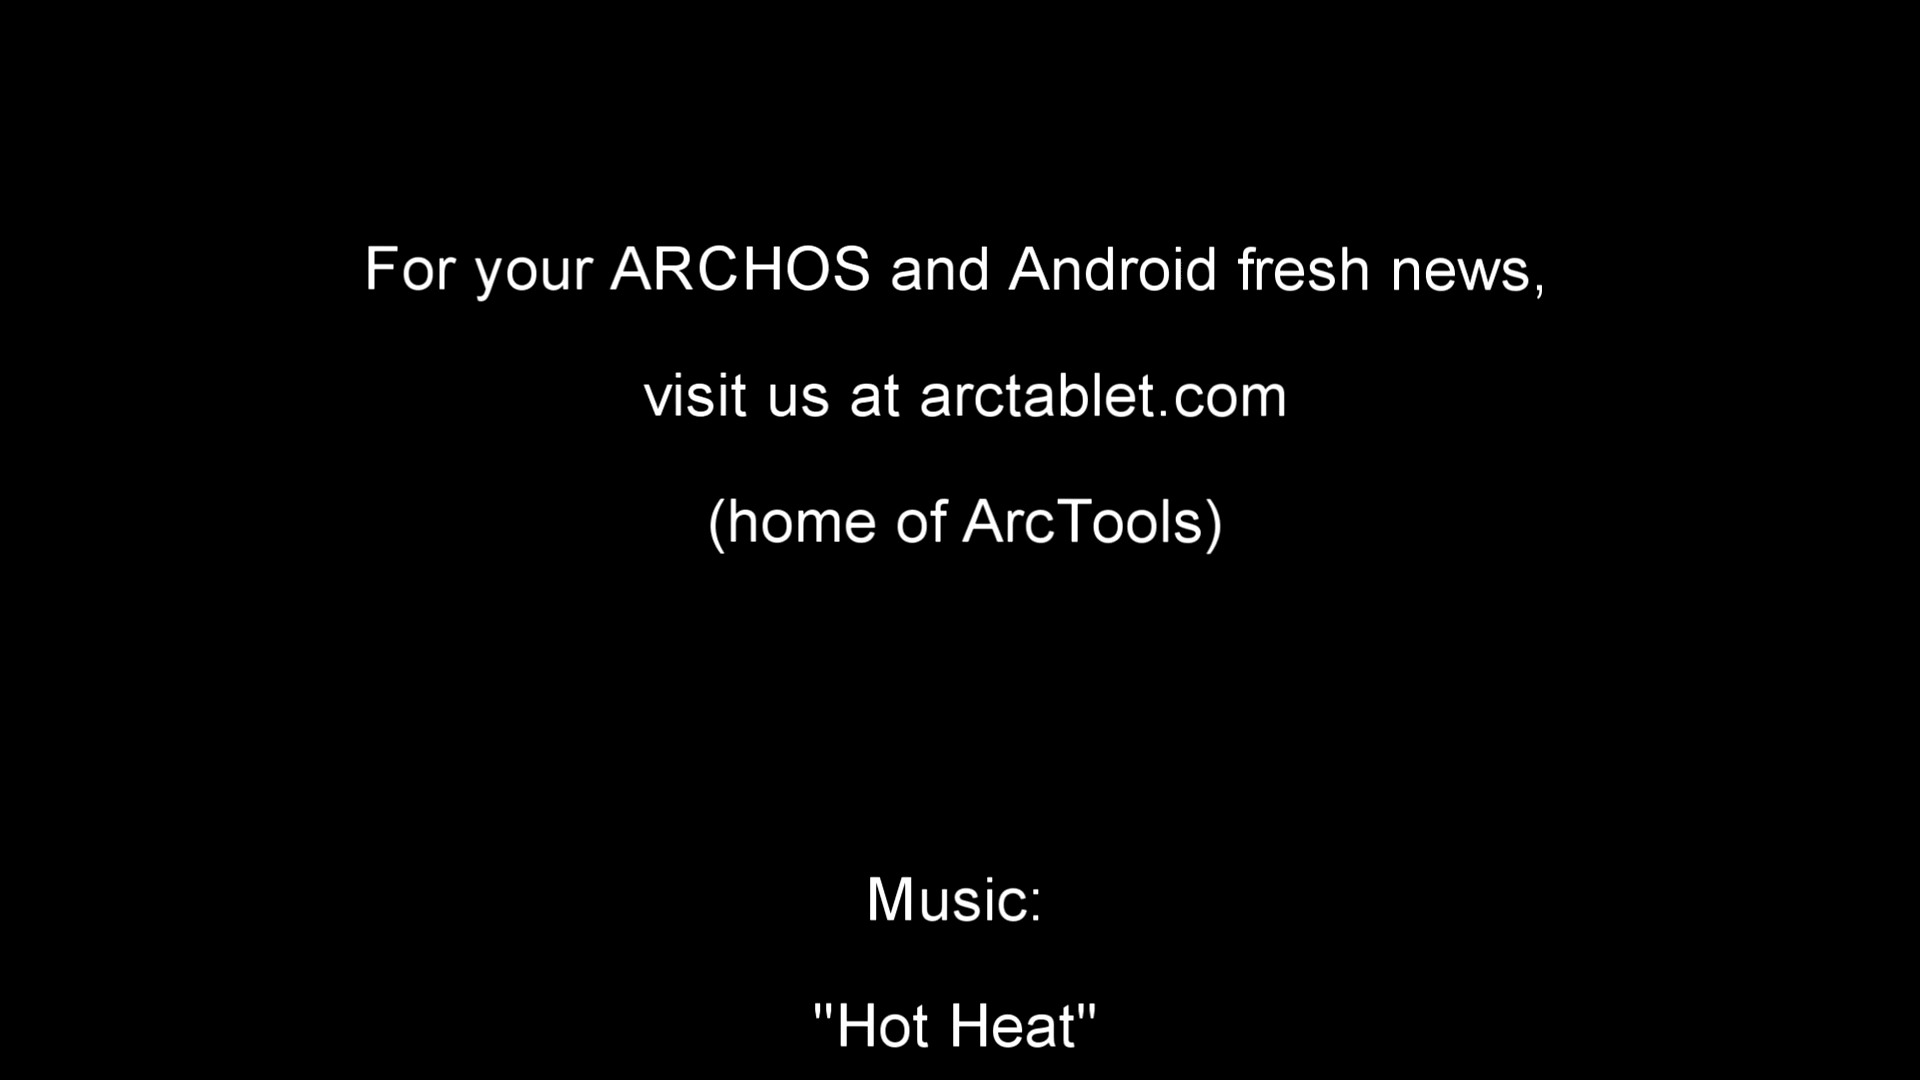 For your ARCHOS and Android fresh news,
visit us at arctablet.com
(home of ArcTools)
Music:
"Hot Heat"